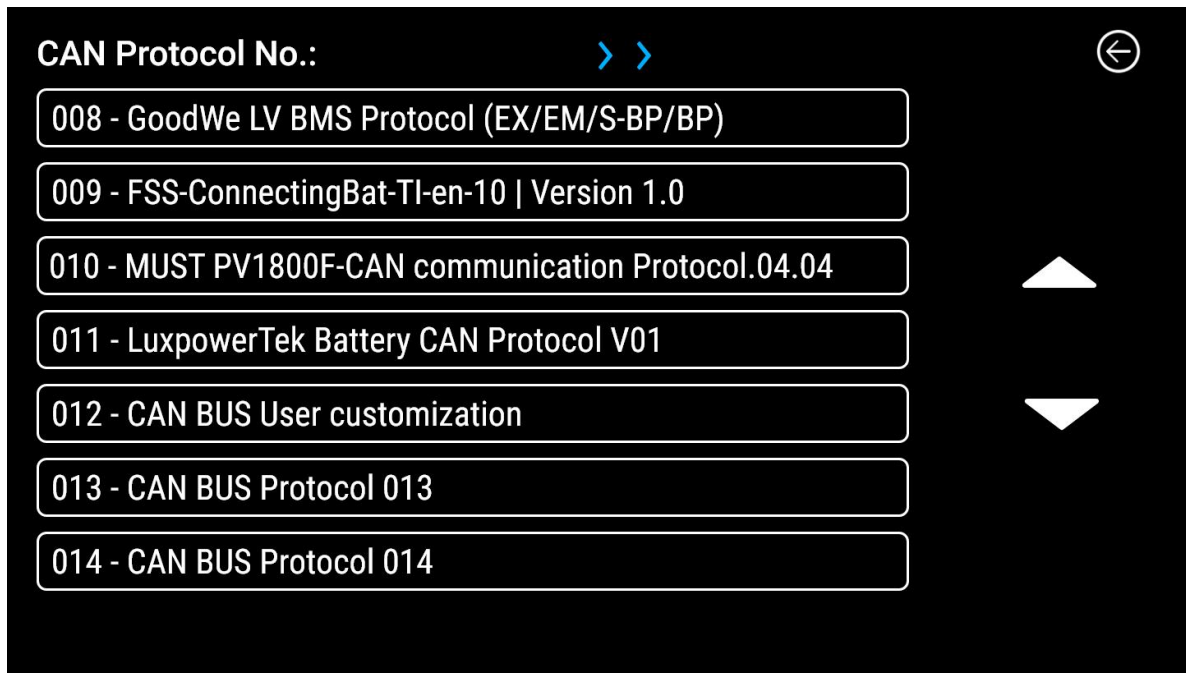 CAN Protocol No.:
008 - GoodWe LV BMS Protocol (EX/EM/S-BP/BP)
009 - FSS-ConnectingBat-TI-en-10 | Version 1.0
010 - MUST PV1800F-CAN communication Protocol.04.04
011 - LuxpowerTek Battery CAN Protocol V01
012 - CAN BUS User customization
013 - CAN BUS Protocol 013
014 - CAN BUS Protocol 014